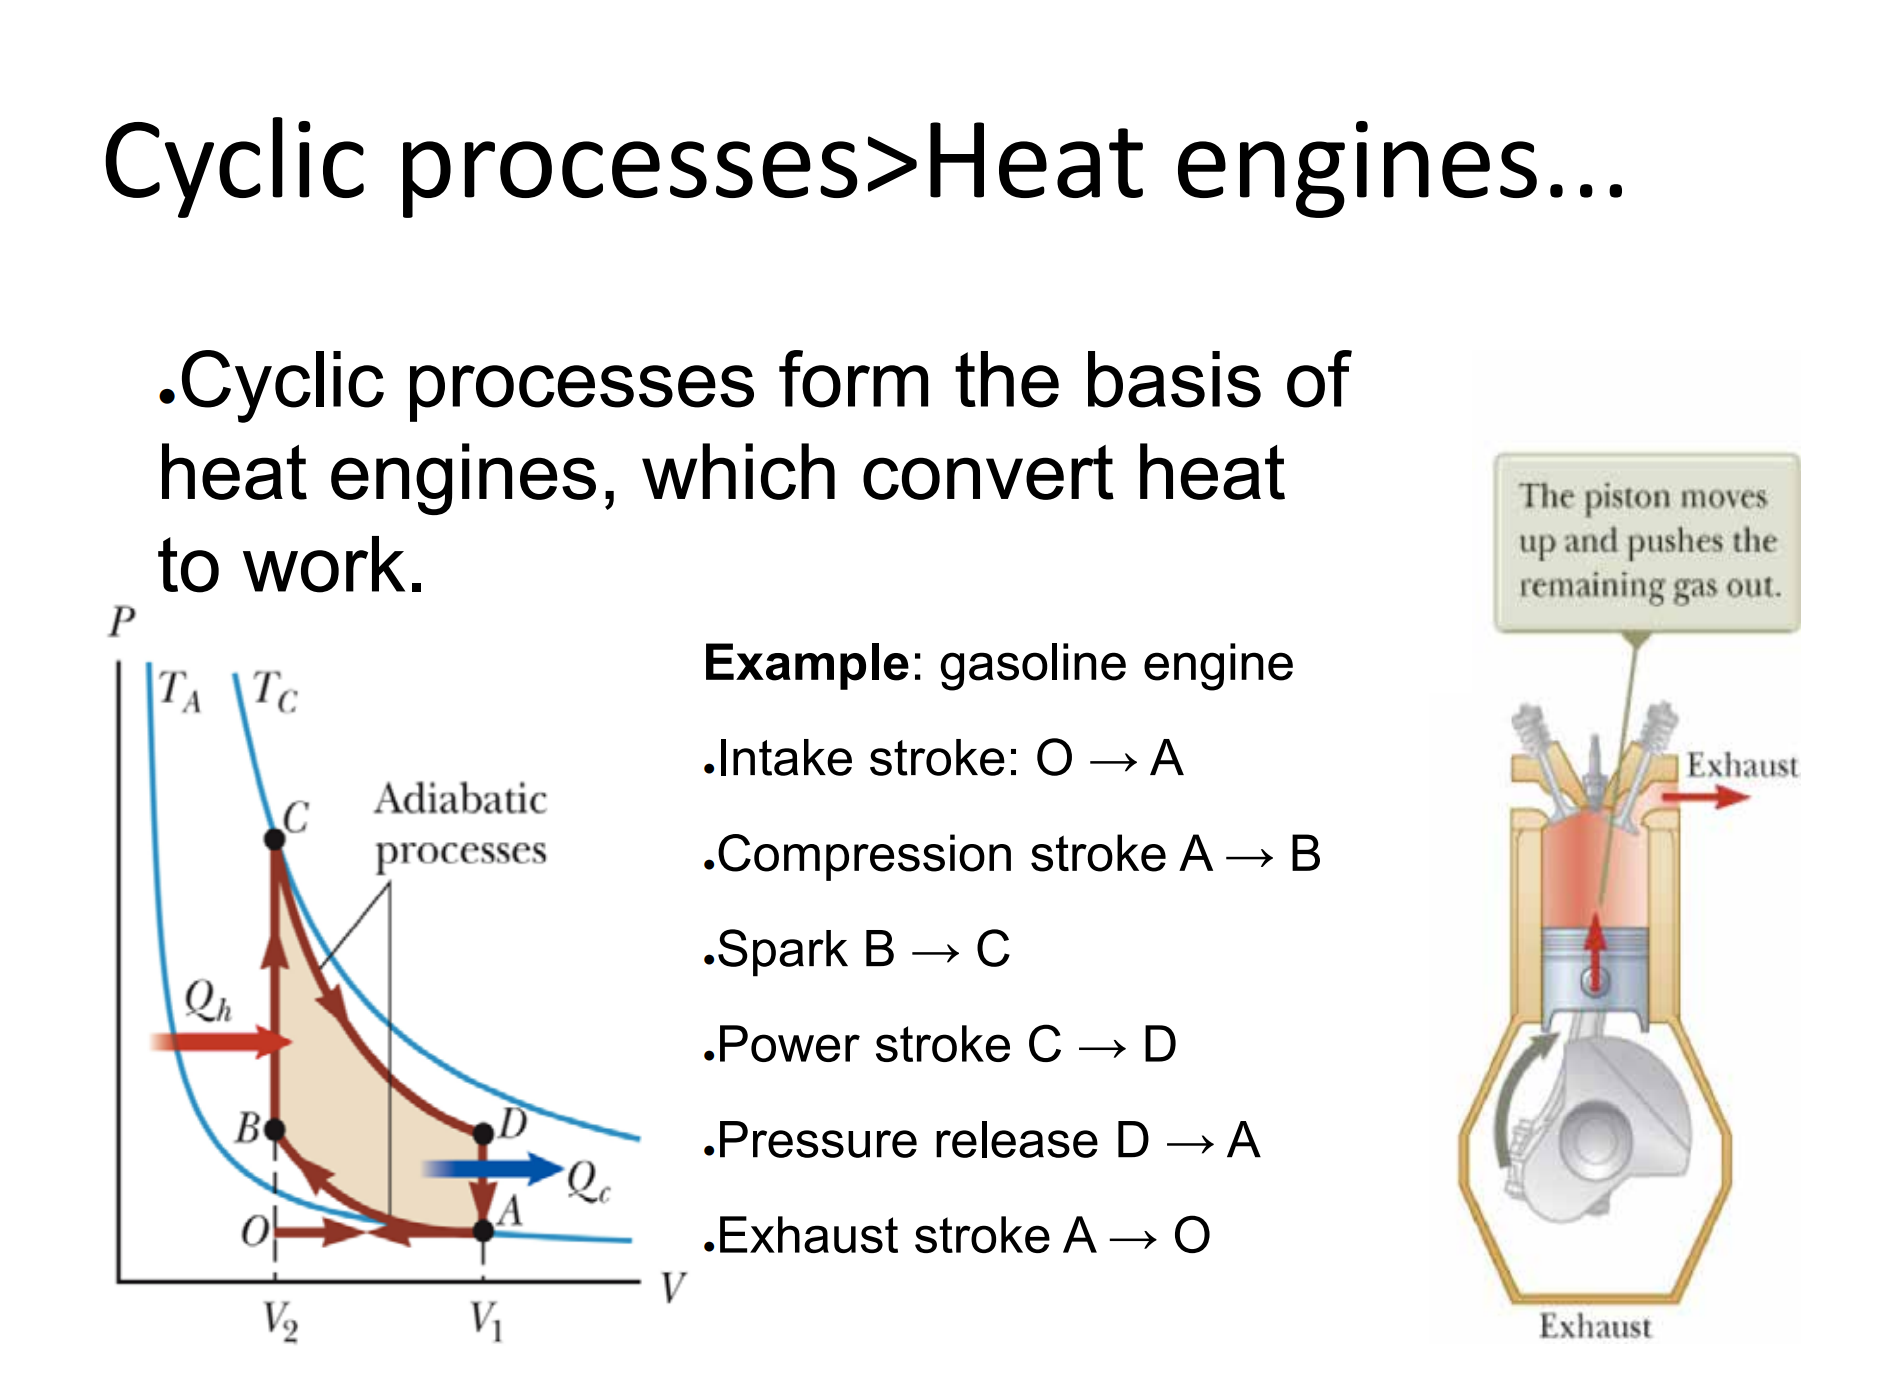 Cyclic processes>Heat engines...
•Cyclic processes form the basis of
heat engines, which convert heat
to work.
P
T_A
T_C
C
Adiabatic
processes
Q_h
B
D
Q_c
A
O
V
V_2
V_1
Example: gasoline engine
•Intake stroke: O → A
•Compression stroke A → B
•Spark B → C
•Power stroke C → D
•Pressure release D → A
•Exhaust stroke A → O
The piston moves
up and pushes the
remaining gas out.
Exhaust
Exhaust